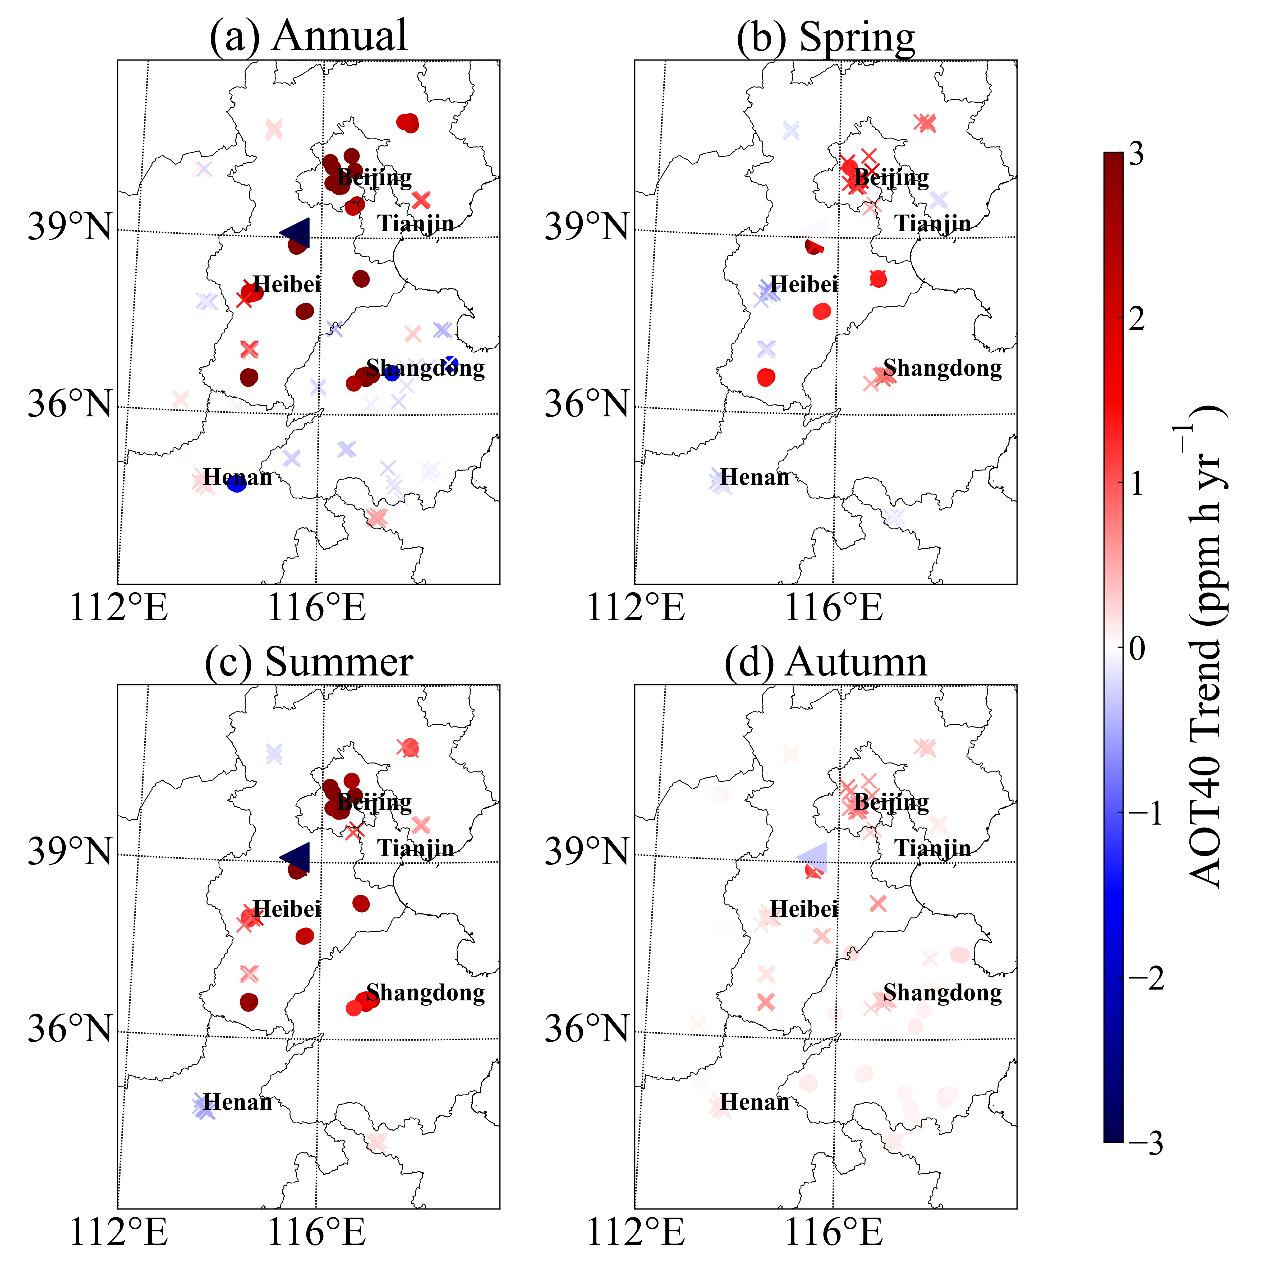 (a) Annual
(b) Spring
Beijing
Tianjin
39°N
Heibei
Shangdong
36°N
Henan
112°E
116°E
Beijing
Tianjin
39°N
Heibei
Shangdong
36°N
Henan
112°E
116°E
(c) Summer
(d) Autumn
Beijing
Tianjin
39°N
Heibei
Shangdong
36°N
Henan
112°E
116°E
Beijing
Tianjin
39°N
Heibei
Shangdong
36°N
Henan
112°E
116°E
3
2
1
0
−1
−2
−3
AOT40 Trend (ppm h yr⁻¹)